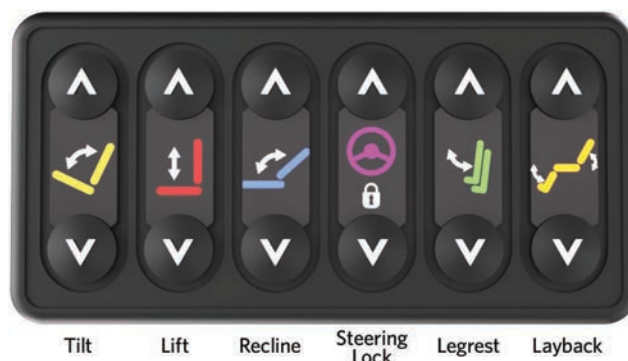 Tilt
Lift
Recline
Steering
Lock
Legrest
Layback